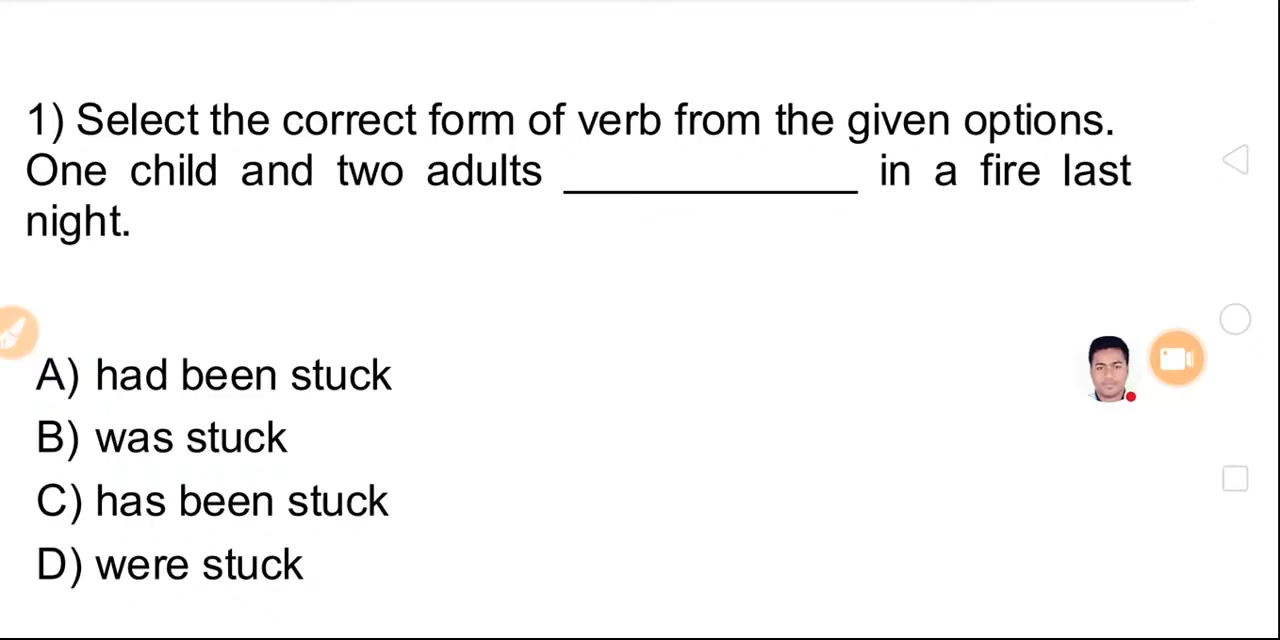 1) Select the correct form of verb from the given options.
One child and two adults ____________ in a fire last
night.
A) had been stuck
B) was stuck
C) has been stuck
D) were stuck